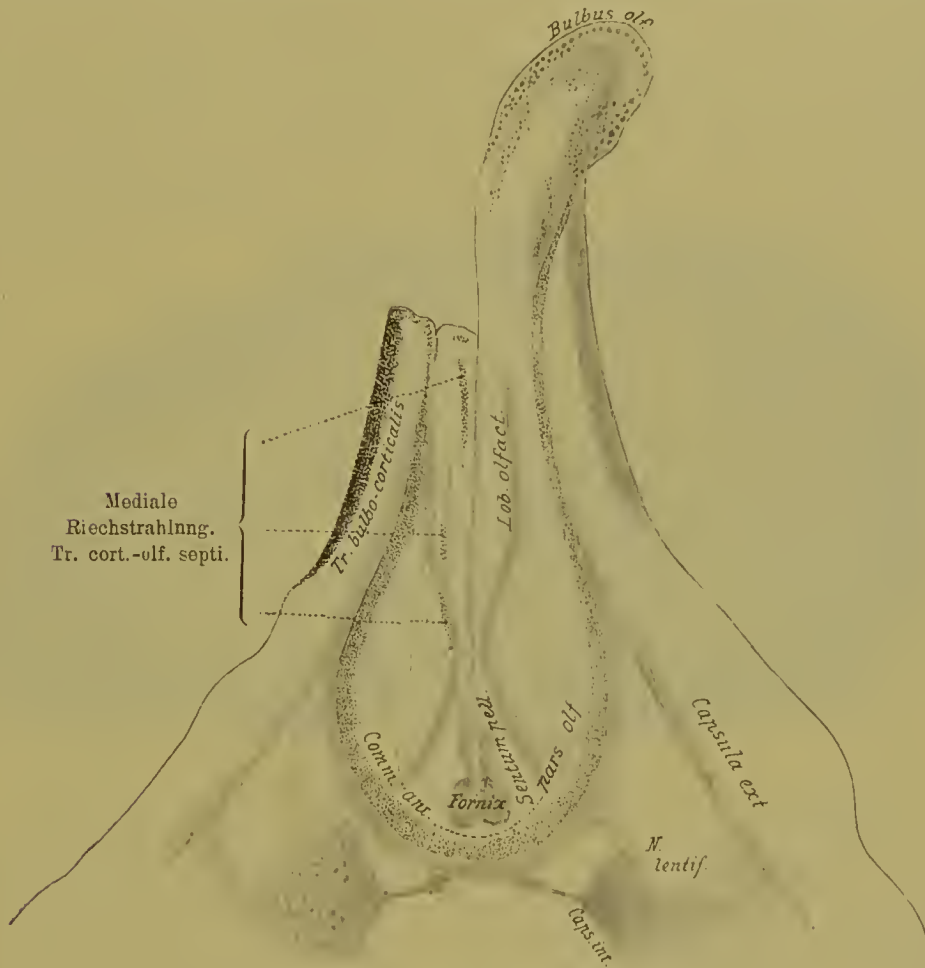 Bulbus olf.
Tr. bulbo-corticalis
Lob. olfact.
Mediale
Riechstrahlnng.
Tr. cort.-olf. septi.
Capsula ext
Septum pell.
pars olf
Comm. ant.
Fornix
N.
lentif.
Caps. int.